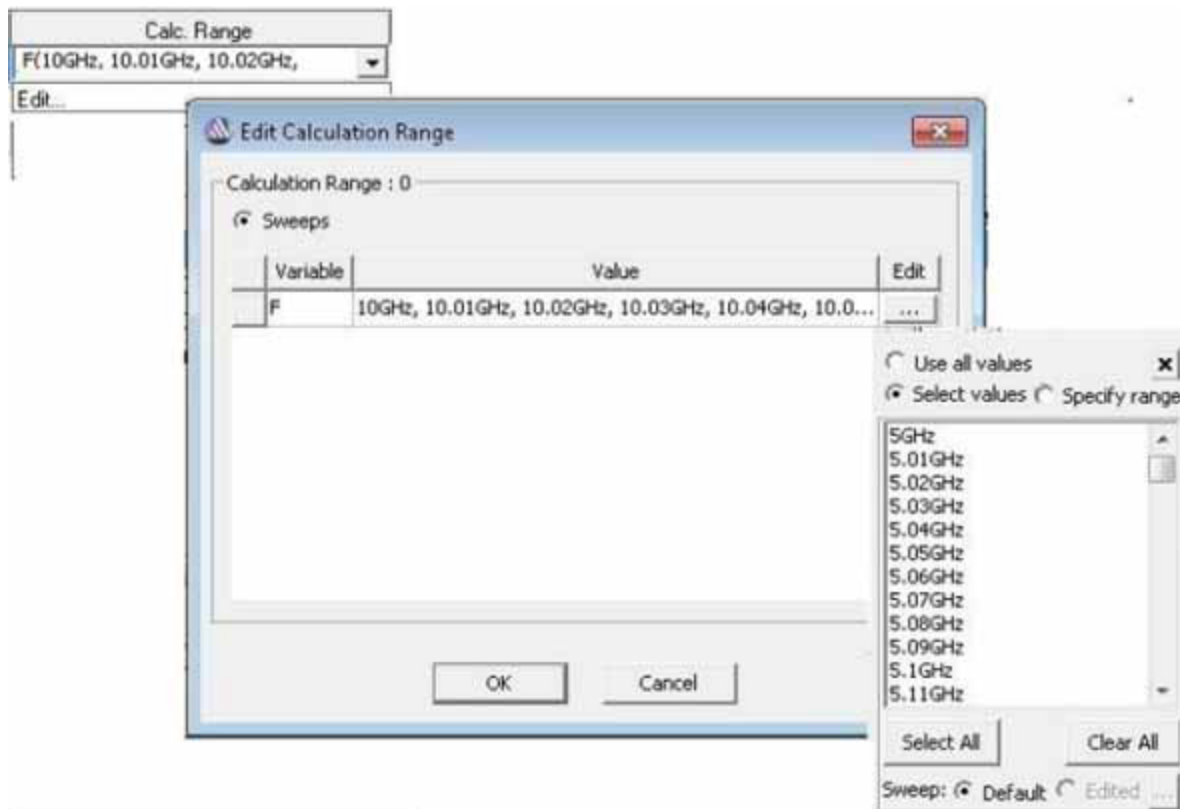 Calc. Range
F(10GHz, 10.01GHz, 10.02GHz,
Edit...
Edit Calculation Range
Calculation Range : 0
Sweeps
Variable Value Edit
F 10GHz, 10.01GHz, 10.02GHz, 10.03GHz, 10.04GHz, 10.0... ...
Use all values
Select values Specify range
5GHz
5.01GHz
5.02GHz
5.03GHz
5.04GHz
5.05GHz
5.06GHz
5.07GHz
5.08GHz
5.09GHz
5.1GHz
5.11GHz
OK Cancel
Select All Clear All
Sweep: Default Edited ...